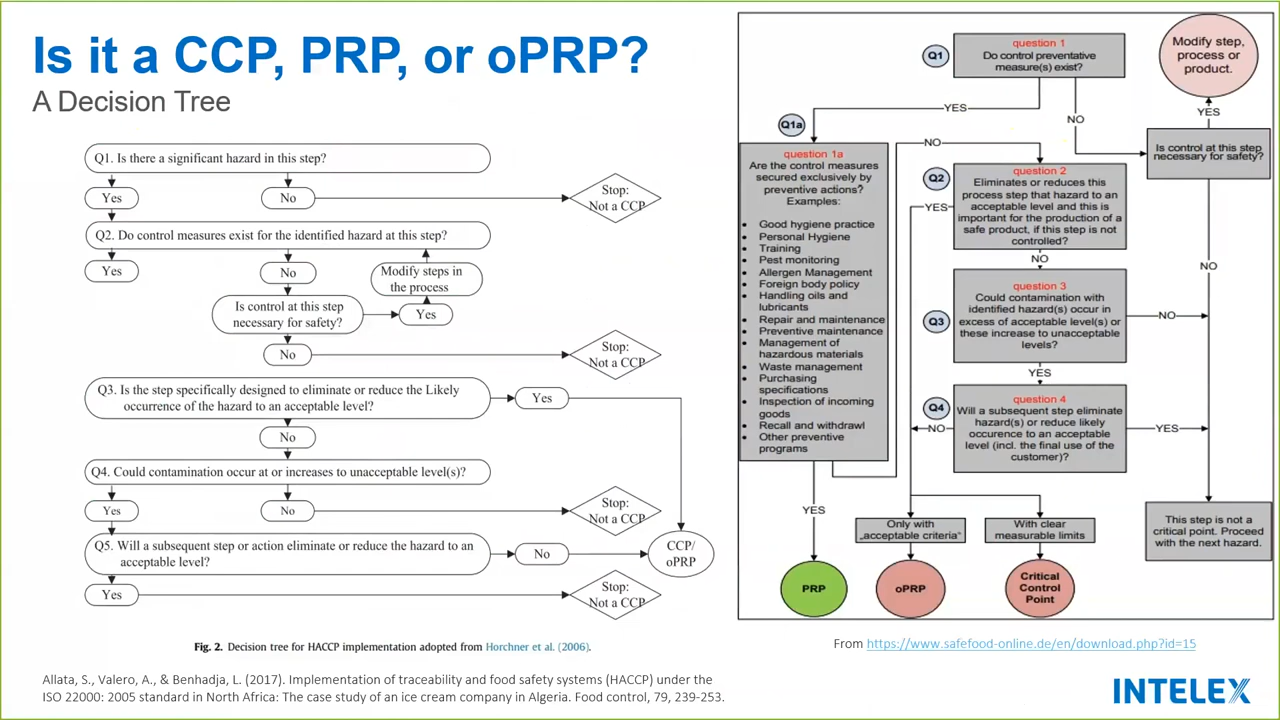 Is it a CCP, PRP, or oPRP?
A Decision Tree
Q1. Is there a significant hazard in this step?
Yes
No
Stop:
Not a CCP
Q2. Do control measures exist for the identified hazard at this step?
Yes
No
Modify steps in
the process
Is control at this step
necessary for safety?
Yes
No
Stop:
Not a CCP
Q3. Is the step specifically designed to eliminate or reduce the Likely
occurrence of the hazard to an acceptable level?
Yes
No
Q4. Could contamination occur at or increases to unacceptable level(s)?
Yes
No
Stop:
Not a CCP
Q5. Will a subsequent step or action eliminate or reduce the hazard to an
acceptable level?
No
CCP/
oPRP
Yes
Stop:
Not a CCP
Fig. 2. Decision tree for HACCP implementation adopted from Horchner et al. (2006).
Allata, S., Valero, A., & Benhadja, L. (2017). Implementation of traceability and food safety systems (HACCP) under the
ISO 22000: 2005 standard in North Africa: The case study of an ice cream company in Algeria. Food control, 79, 239-253.
Q1
question 1
Do control preventative
measure(s) exist?
Modify step,
process or
product.
YES
NO
YES
Is control at this step
necessary for safety?
Q1a
question 1a
Are the control measures
secured exclusively by
preventive actions?
Examples:
• Good hygiene practice
• Personal Hygiene
• Training
• Pest monitoring
• Allergen Management
• Foreign body policy
• Handling oils and
lubricants
• Repair and maintenance
• Preventive maintenance
• Management of
hazardous materials
• Waste management
• Purchasing
specifications
• Inspection of incoming
goods
• Recall and withdrawl
• Other preventive
programs
NO
Q2
question 2
Eliminates or reduces this
process step that hazard to an
acceptable level and this is
important for the production of a
safe product, if this step is not
controlled?
YES
NO
NO
Q3
question 3
Could contamination with
identified hazard(s) occur in
excess of acceptable level(s) or
these increase to unacceptable
levels?
NO
YES
Q4
question 4
Will a subsequent step eliminate
hazard(s) or reduce likely
occurence to an acceptable
level (incl. the final use of the
customer)?
NO
YES
YES
Only with
„acceptable criteria“
With clear
measurable limits
This step is not a
critical point. Proceed
with the next hazard.
PRP
oPRP
Critical
Control
Point
From https://www.safefood-online.de/en/download.php?id=15
INTELEX